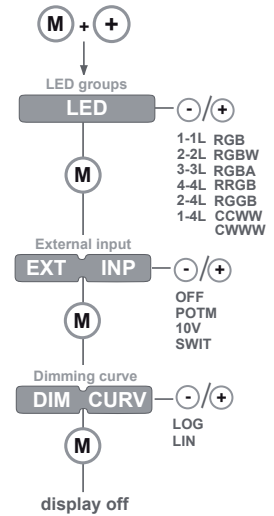 M + +
LED groups
LED - / +
1-1L RGB
2-2L RGBW
3-3L RGBA
4-4L RRGB
2-4L RGGB
1-4L CCWW
CWWW
M
External input
EXT INP - / +
OFF
POTM
10V
SWIT
M
Dimming curve
DIM CURV - / +
LOG
LIN
M
display off